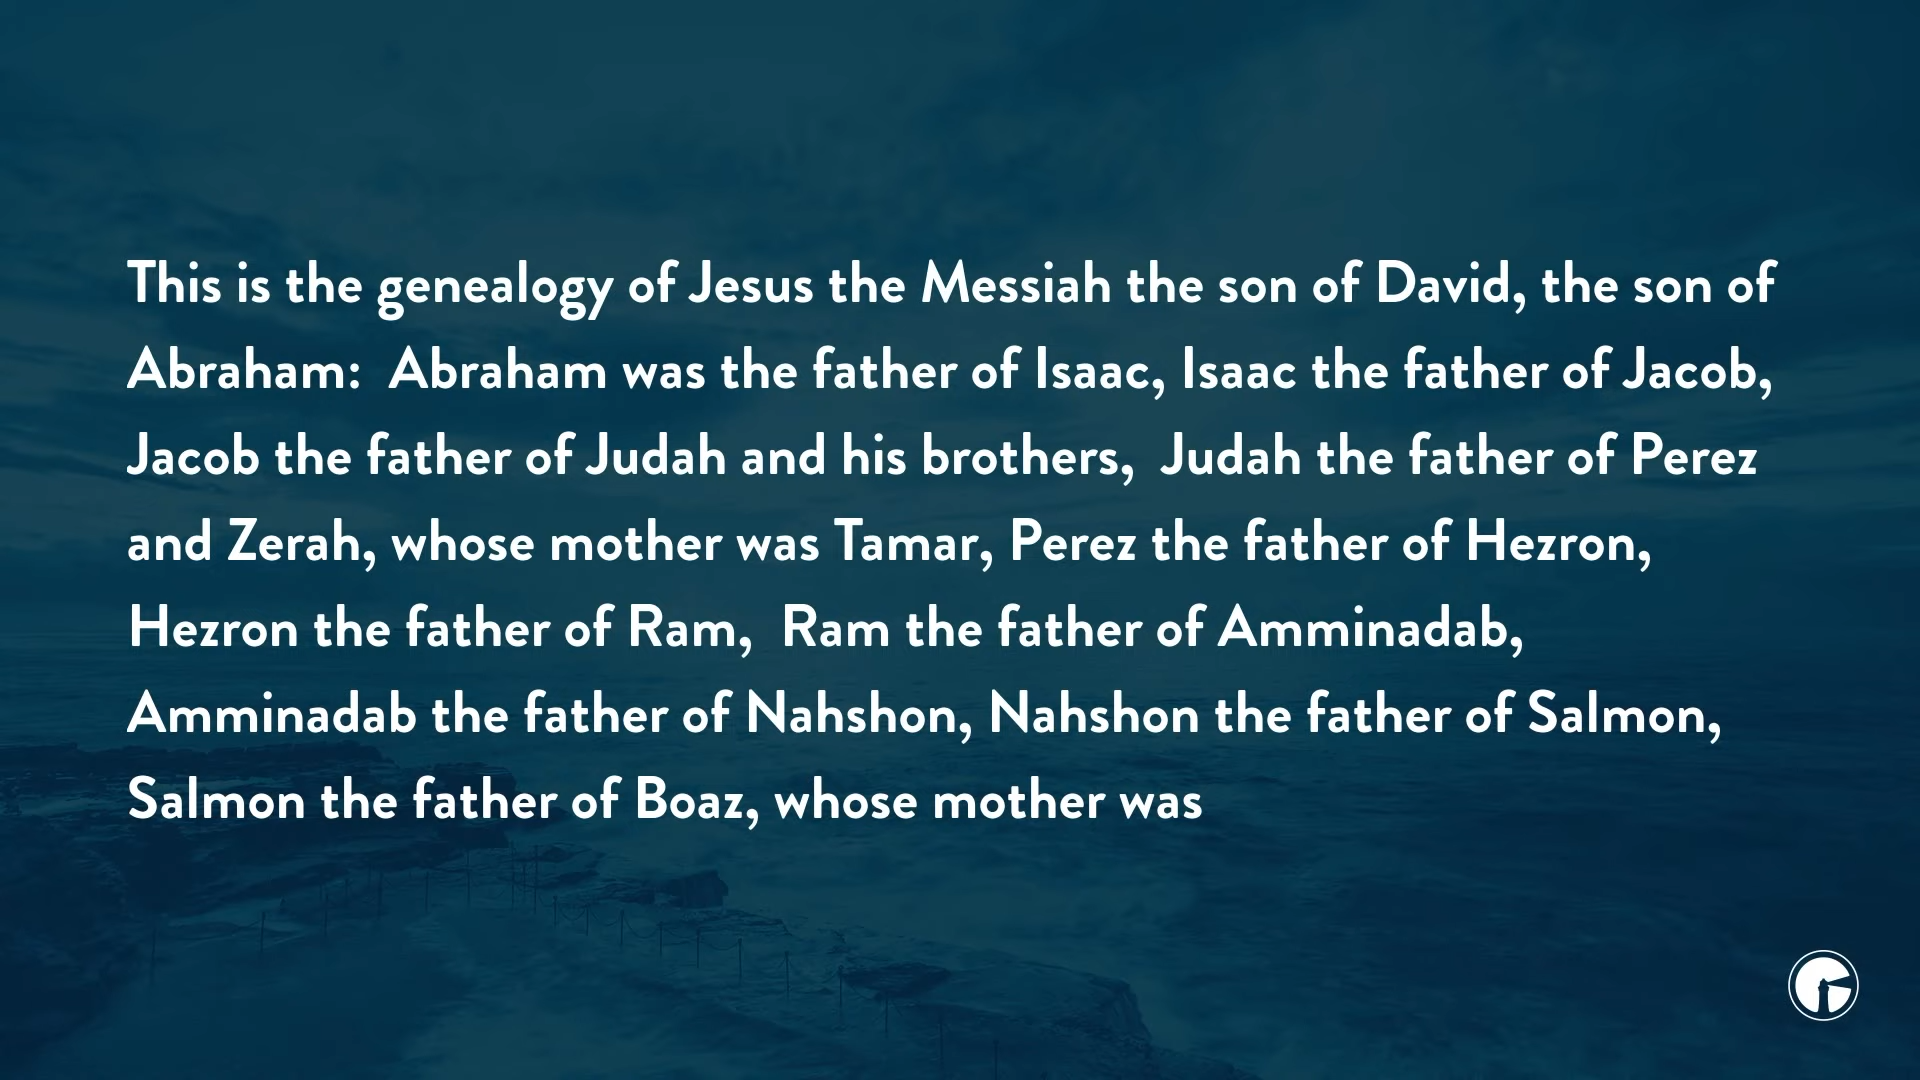 This is the genealogy of Jesus the Messiah the son of David, the son of
Abraham:  Abraham was the father of Isaac, Isaac the father of Jacob,
Jacob the father of Judah and his brothers,  Judah the father of Perez
and Zerah, whose mother was Tamar, Perez the father of Hezron,
Hezron the father of Ram,  Ram the father of Amminadab,
Amminadab the father of Nahshon, Nahshon the father of Salmon,
Salmon the father of Boaz, whose mother was